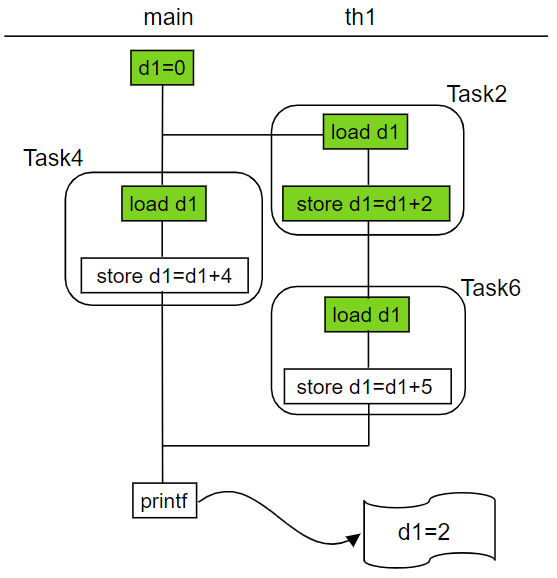 main
th1
d1=0
Task2
load d1
Task4
load d1
store d1=d1+2
store d1=d1+4
Task6
load d1
store d1=d1+5
printf
d1=2